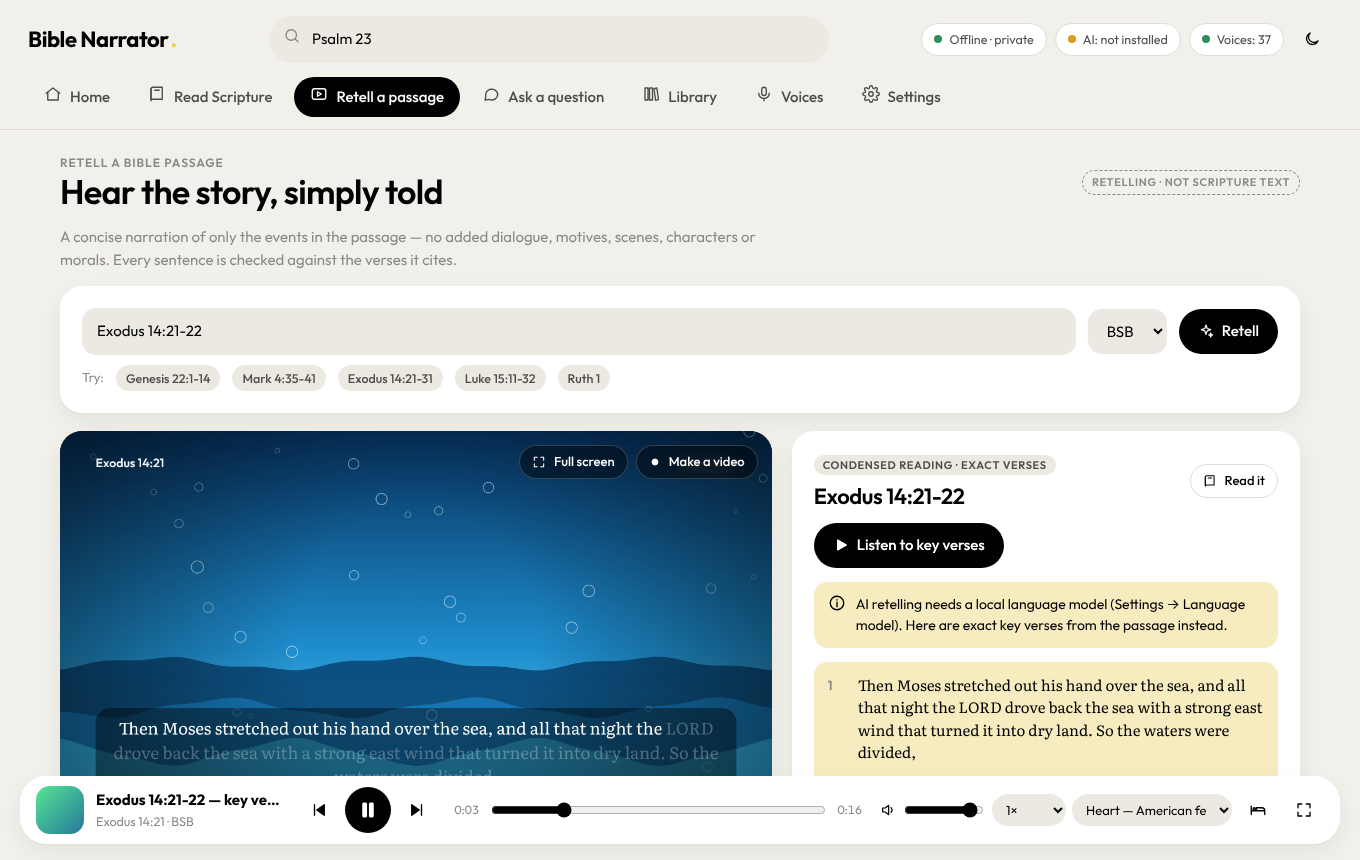 Bible Narrator.
Psalm 23
Offline · private
AI: not installed
Voices: 37
Home
Read Scripture
Retell a passage
Ask a question
Library
Voices
Settings
RETELL A BIBLE PASSAGE
Hear the story, simply told
RETELLING · NOT SCRIPTURE TEXT
A concise narration of only the events in the passage — no added dialogue, motives, scenes, characters or
morals. Every sentence is checked against the verses it cites.
Exodus 14:21-22
BSB
Retell
Try:
Genesis 22:1-14
Mark 4:35-41
Exodus 14:21-31
Luke 15:11-32
Ruth 1
Exodus 14:21
Full screen
Make a video
Then Moses stretched out his hand over the sea, and all that night the LORD
drove back the sea with a strong east wind that turned it into dry land. So the
waters were divided,
CONDENSED READING · EXACT VERSES
Exodus 14:21-22
Read it
Listen to key verses
AI retelling needs a local language model (Settings → Language
model). Here are exact key verses from the passage instead.
1
Then Moses stretched out his hand over the sea, and all
that night the LORD drove back the sea with a strong east
wind that turned it into dry land. So the waters were
divided,
Exodus 14:21-22 — key ve...
Exodus 14:21 · BSB
0:03
0:16
1×
Heart — American fe